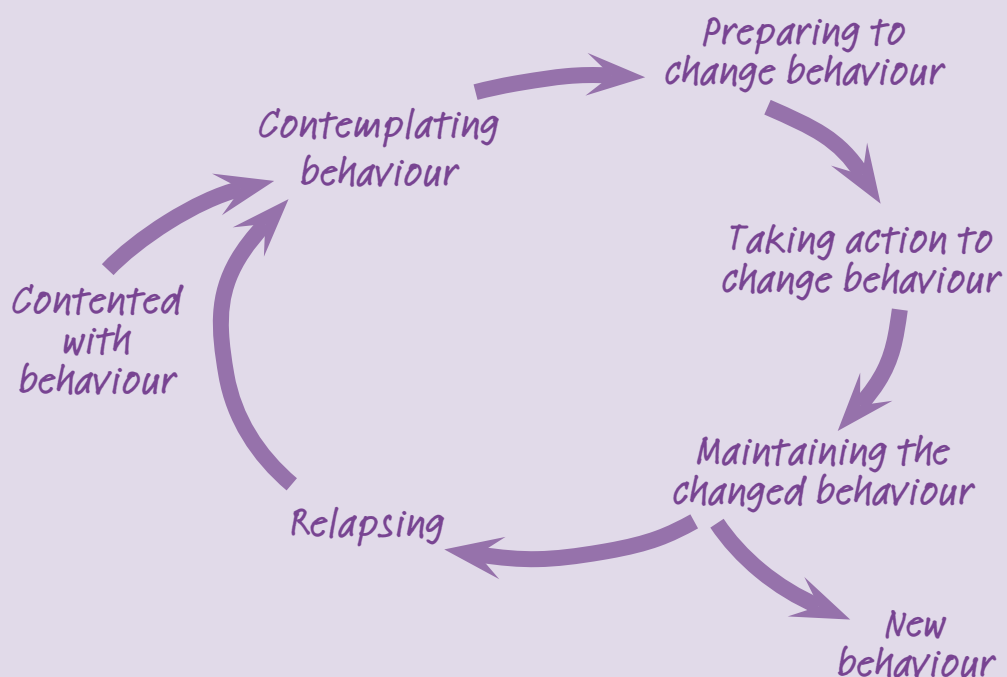 Preparing to
change behaviour
Contemplating
behaviour
Taking action to
change behaviour
Contented
with
behaviour
Maintaining the
changed behaviour
Relapsing
New
behaviour